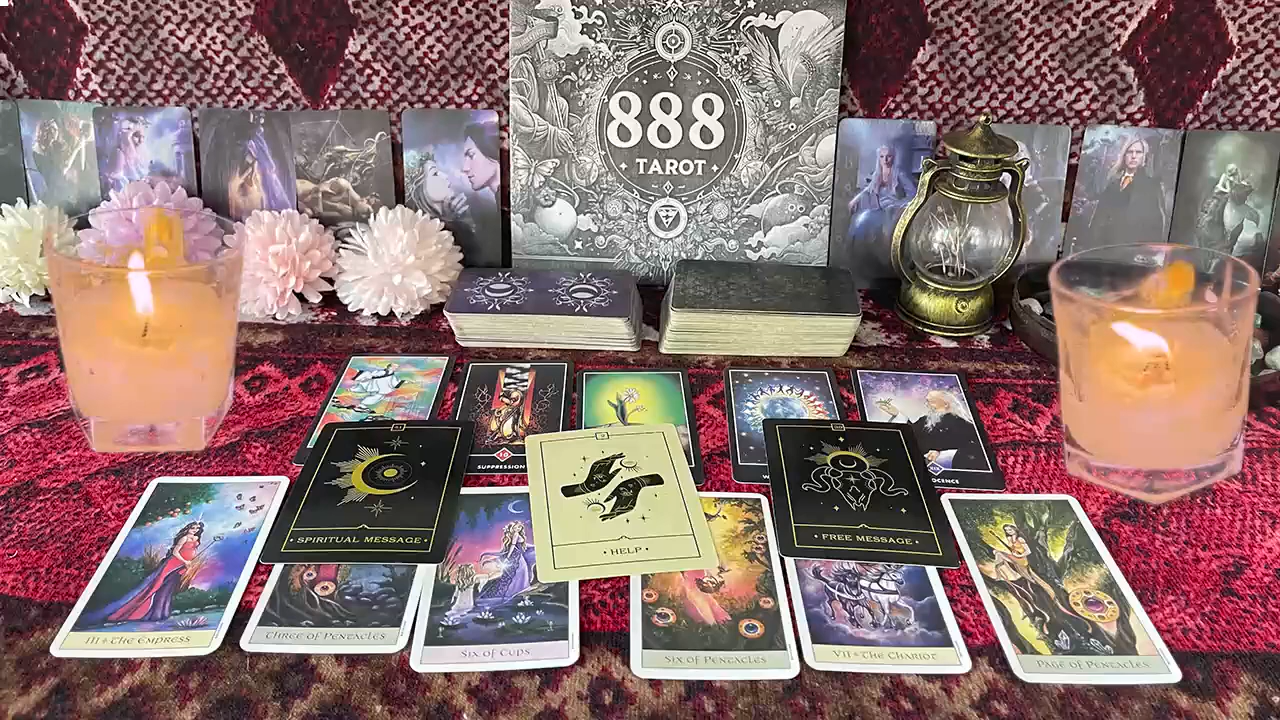 888
TAROT
SUPPRESSION
W
OCENCE
• SPIRITUAL MESSAGE •
• HELP •
• FREE MESSAGE •
III • THE EMPRESS
THREE OF PENTACLES
SIX OF CUPS
SIX OF PENTACLES
VII • THE CHARIOT
PAGE OF PENTACLES